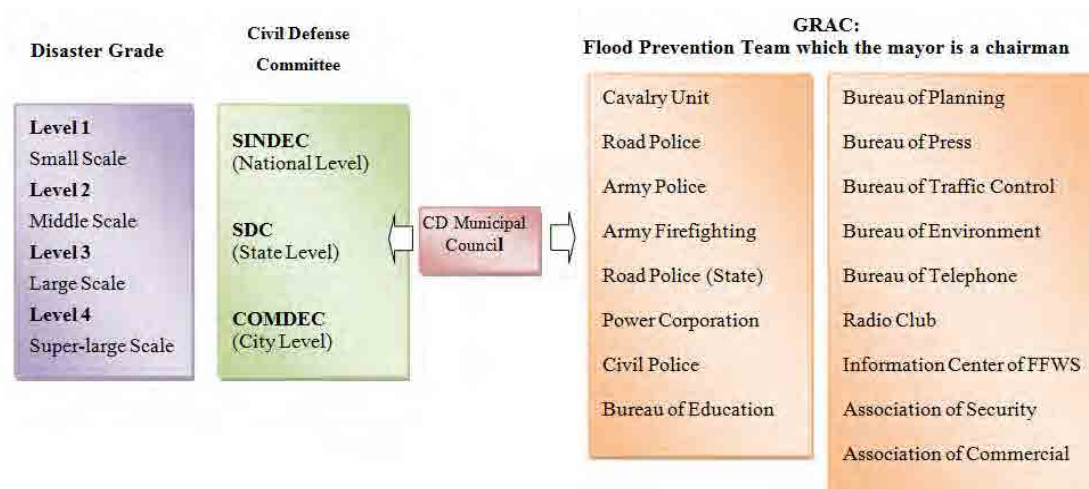 Disaster Grade
Level 1
Small Scale
Level 2
Middle Scale
Level 3
Large Scale
Level 4
Super-large Scale
Civil Defense
Committee
SINDEC
(National Level)
SDC
(State Level)
COMDEC
(City Level)
CD Municipal
Council
GRAC:
Flood Prevention Team which the mayor is a chairman
Cavalry Unit
Road Police
Army Police
Army Firefighting
Road Police (State)
Power Corporation
Civil Police
Bureau of Education
Bureau of Planning
Bureau of Press
Bureau of Traffic Control
Bureau of Environment
Bureau of Telephone
Radio Club
Information Center of FFWS
Association of Security
Association of Commercial